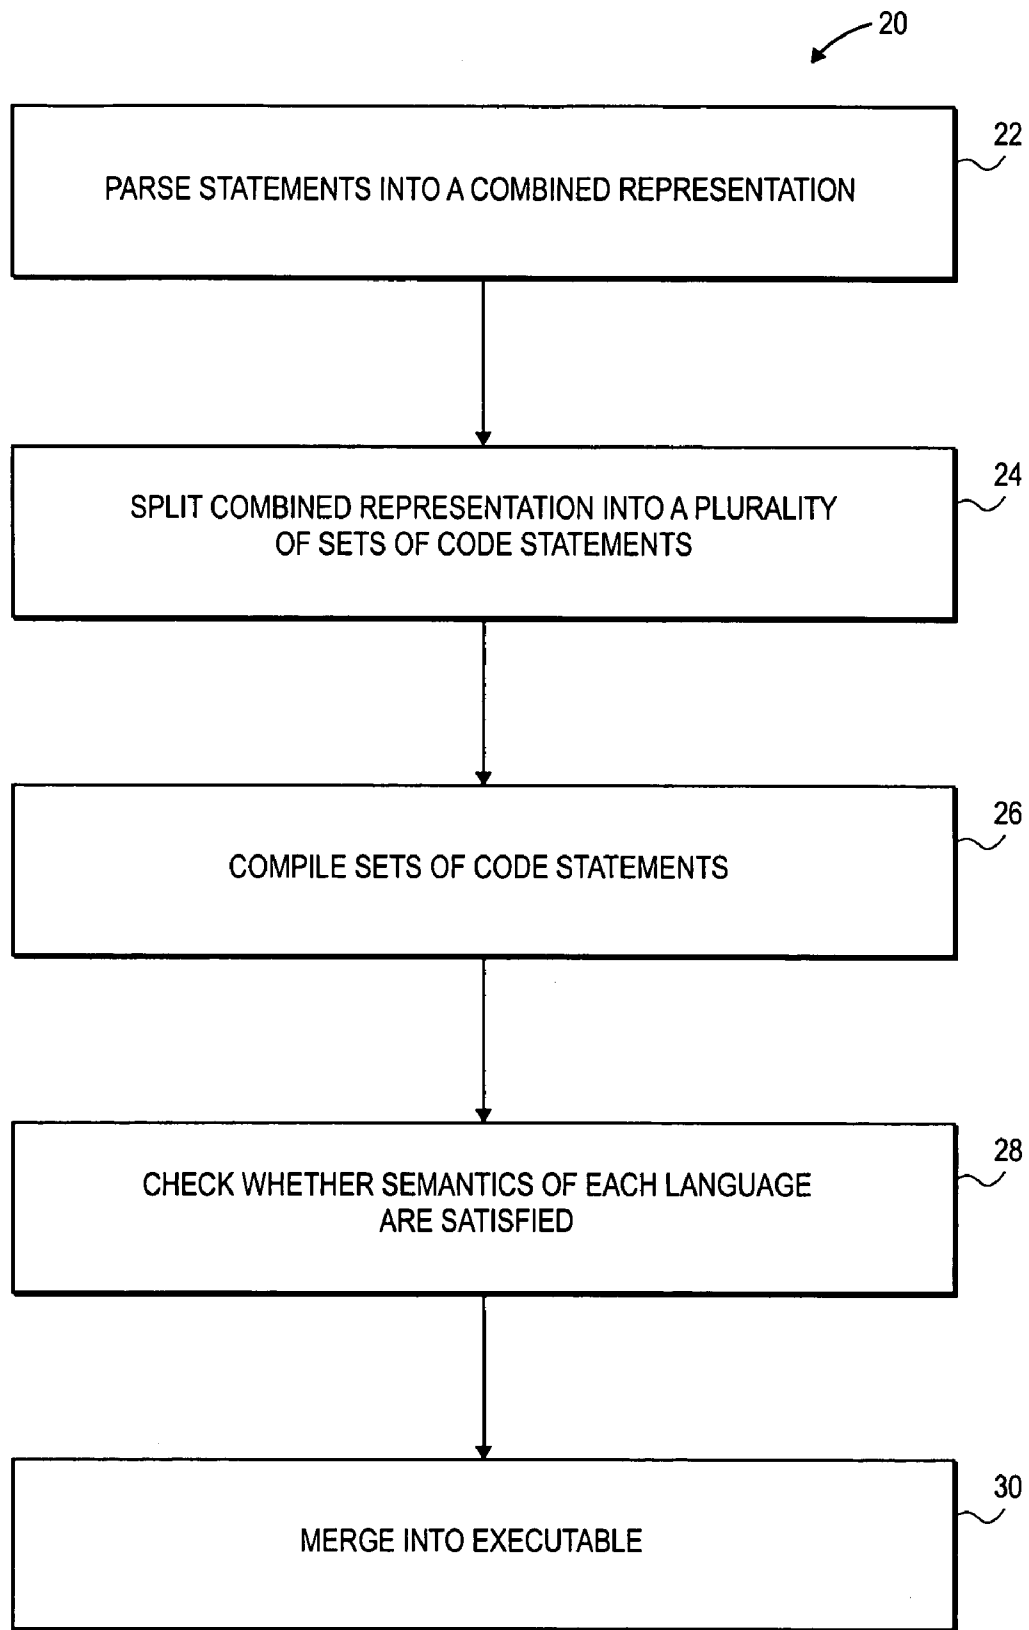 20
22
PARSE STATEMENTS INTO A COMBINED REPRESENTATION
24
SPLIT COMBINED REPRESENTATION INTO A PLURALITY
OF SETS OF CODE STATEMENTS
26
COMPILE SETS OF CODE STATEMENTS
28
CHECK WHETHER SEMANTICS OF EACH LANGUAGE
ARE SATISFIED
30
MERGE INTO EXECUTABLE